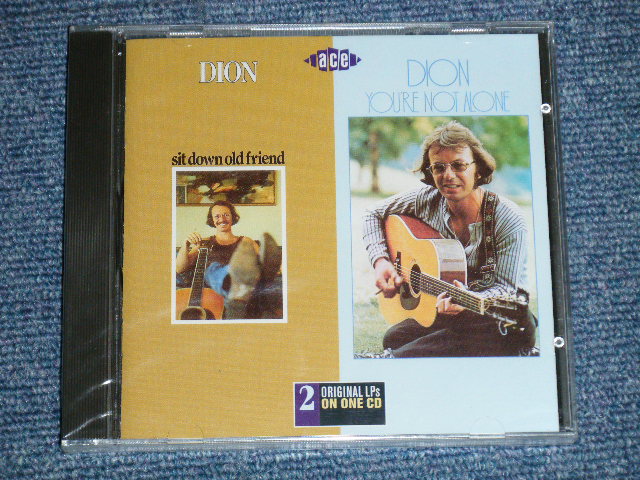 DION
sit down old friend
ace
DION
YOU'RE NOT ALONE
2
ORIGINAL LPs
ON ONE CD